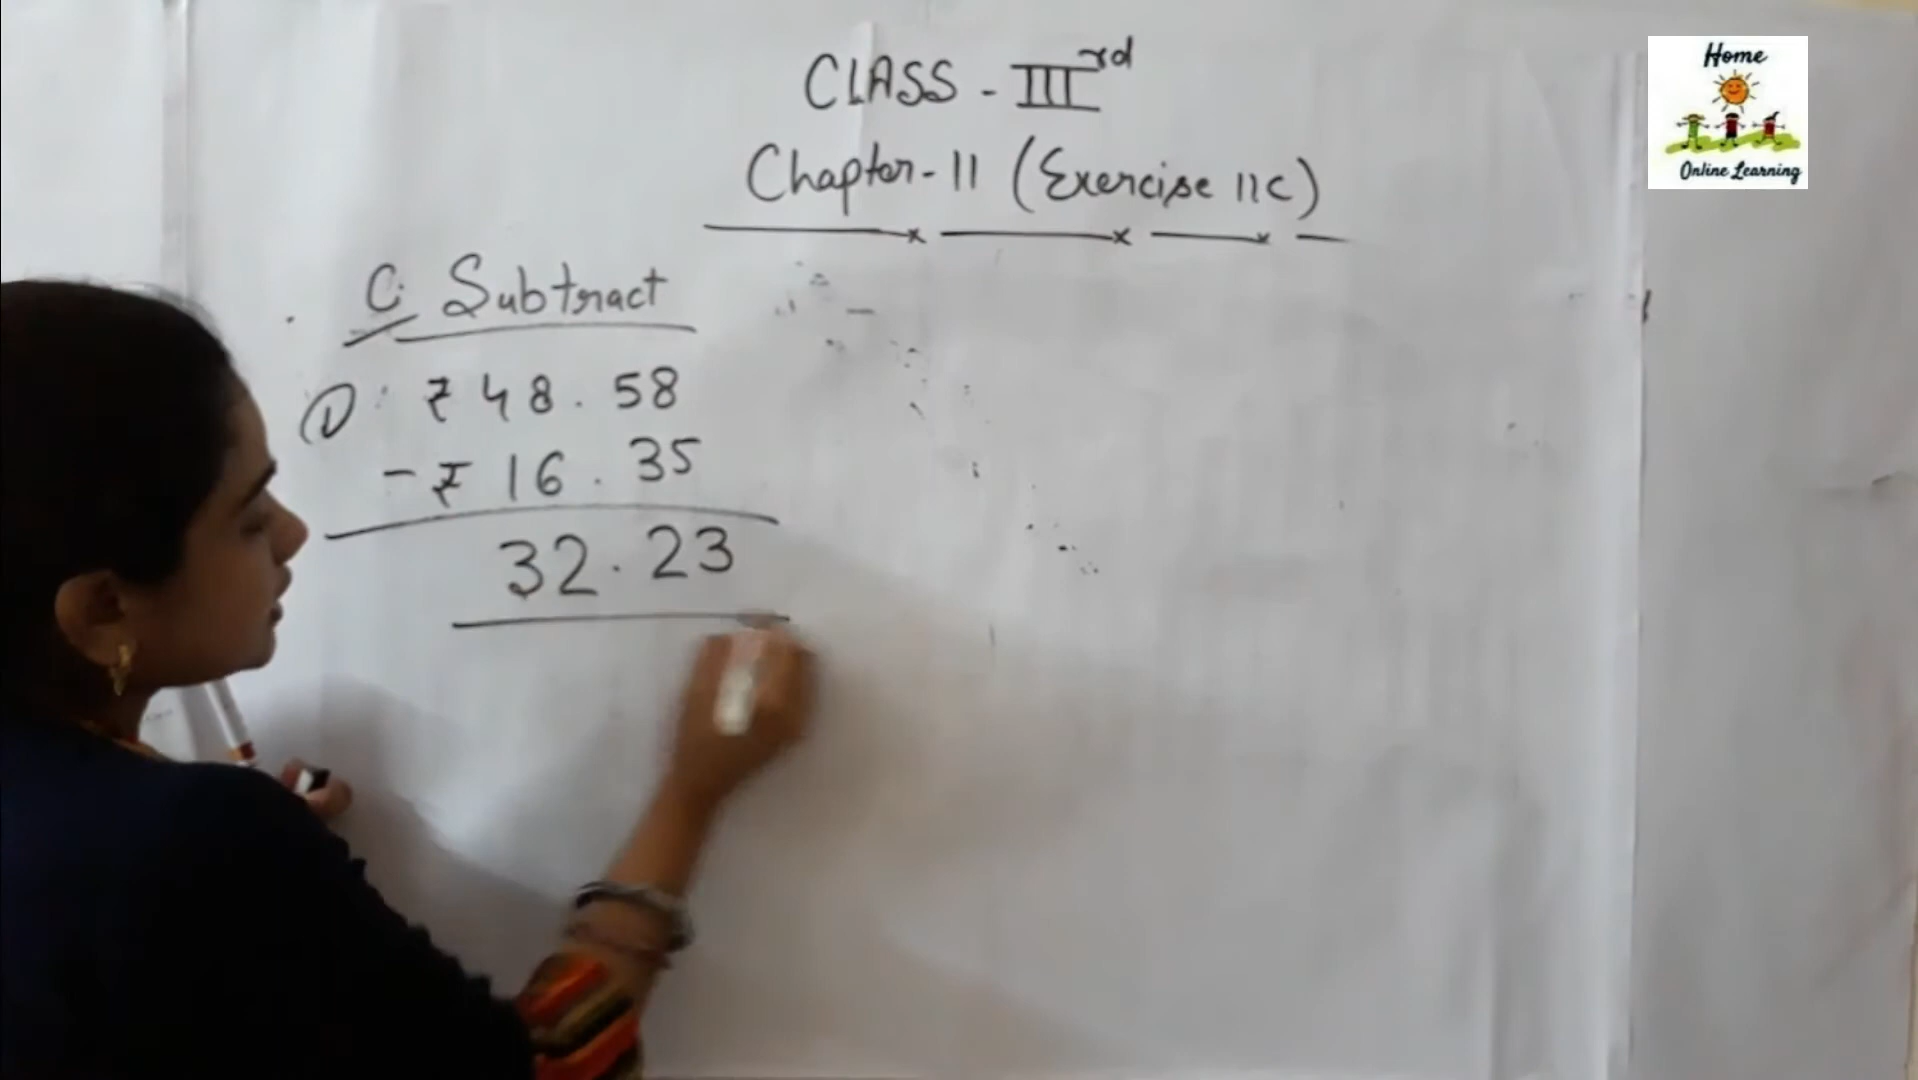 CLASS - III rd
Chapter - 11 (Exercise 11C)
C. Subtract
1) ₹ 48.58
- ₹ 16.35
32.23
Home
Online Learning